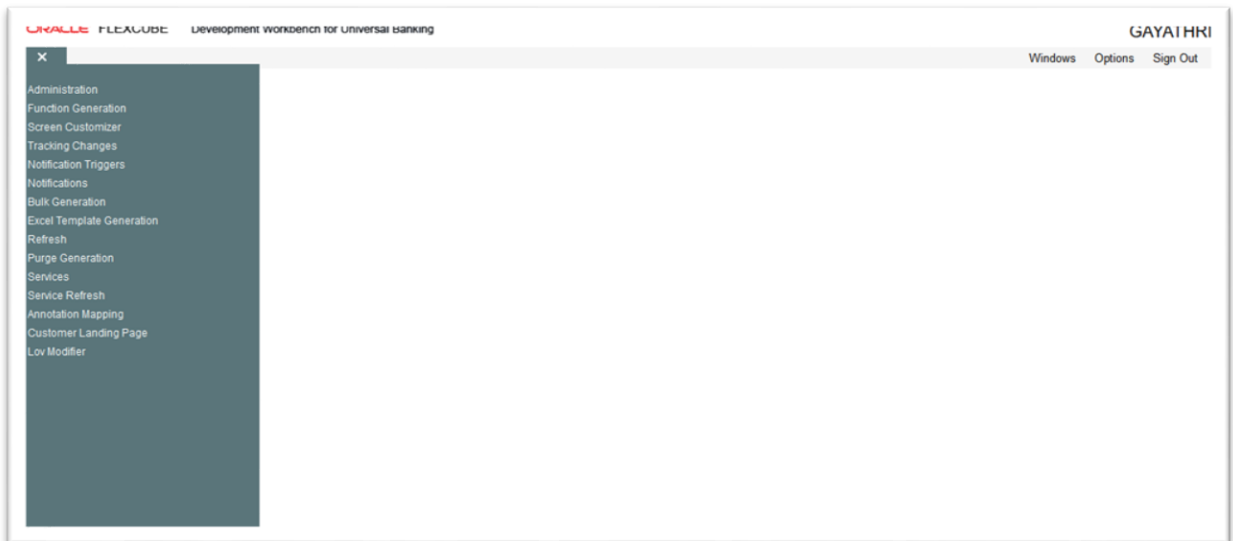 ORACLE FLEXCUBE Development Workbench for Universal Banking GAYATHRI
✕ Windows Options Sign Out
Administration
Function Generation
Screen Customizer
Tracking Changes
Notification Triggers
Notifications
Bulk Generation
Excel Template Generation
Refresh
Purge Generation
Services
Service Refresh
Annotation Mapping
Customer Landing Page
Lov Modifier